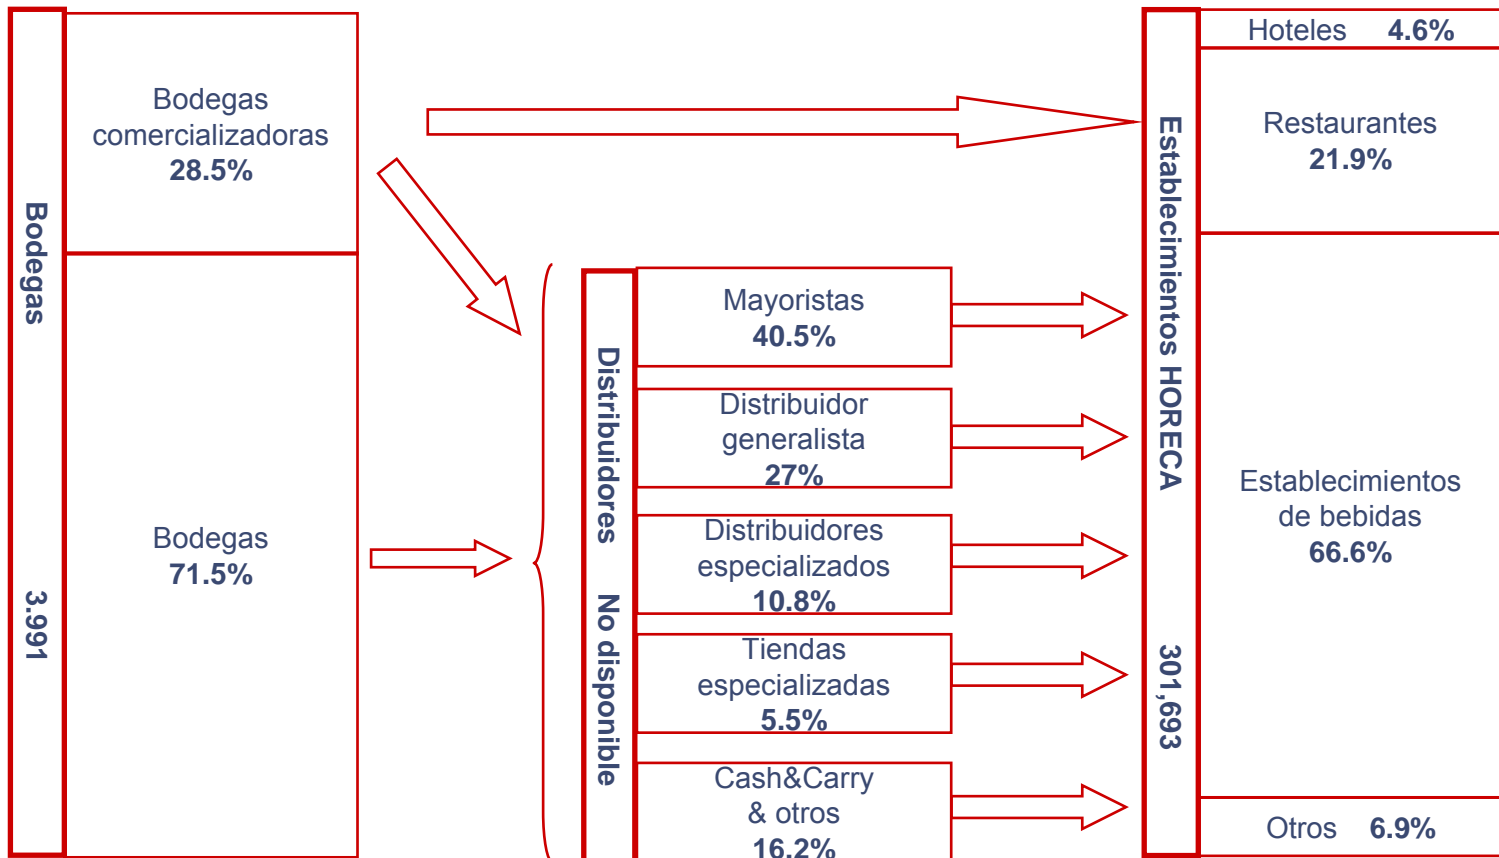 Bodegas 3.991
Bodegas
comercializadoras
28.5%
Bodegas
71.5%
Distribuidores No disponible
Mayoristas
40.5%
Distribuidor
generalista
27%
Distribuidores
especializados
10.8%
Tiendas
especializadas
5.5%
Cash&Carry
& otros
16.2%
Establecimientos HORECA 301,693
Hoteles 4.6%
Restaurantes
21.9%
Establecimientos
de bebidas
66.6%
Otros 6.9%